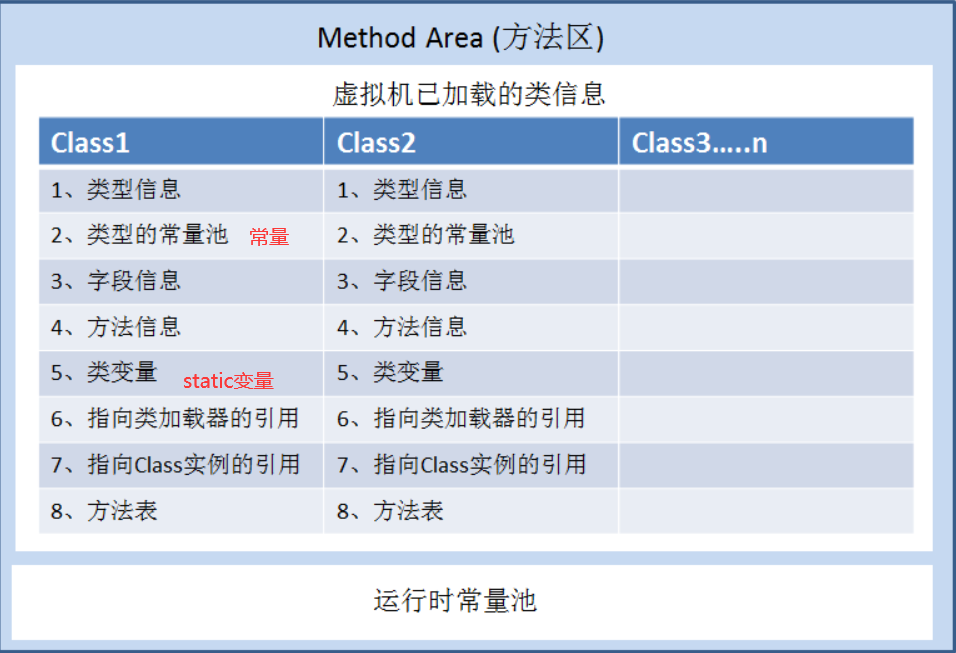 Method Area (方法区)
虚拟机已加载的类信息
Class1 Class2 Class3.....n
1、类型信息 1、类型信息
2、类型的常量池 常量 2、类型的常量池
3、字段信息 3、字段信息
4、方法信息 4、方法信息
5、类变量 static变量 5、类变量
6、指向类加载器的引用 6、指向类加载器的引用
7、指向Class实例的引用 7、指向Class实例的引用
8、方法表 8、方法表
运行时常量池